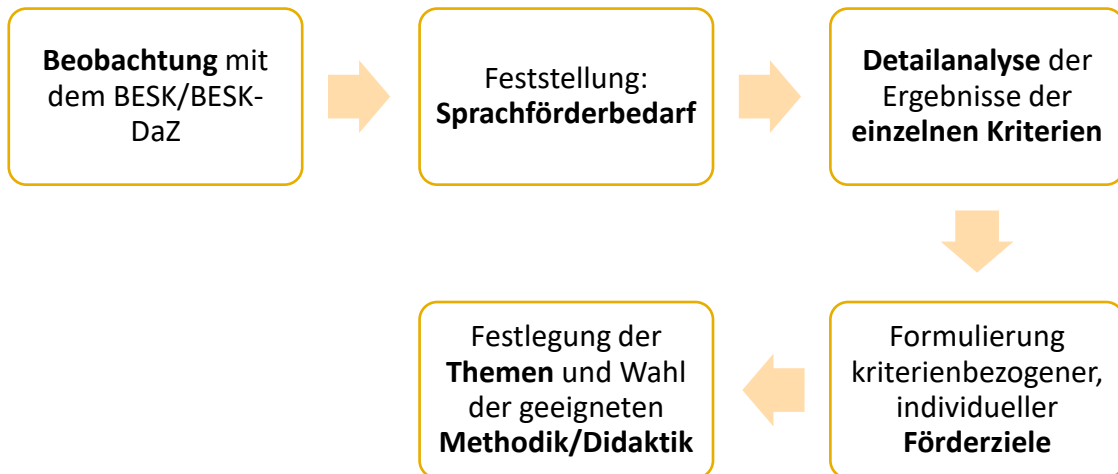 Beobachtung mit
dem BESK/BESK-
DaZ
Feststellung:
Sprachförderbedarf
Detailanalyse der
Ergebnisse der
einzelnen Kriterien
Formulierung
kriterienbezogener,
individueller
Förderziele
Festlegung der
Themen und Wahl
der geeigneten
Methodik/Didaktik